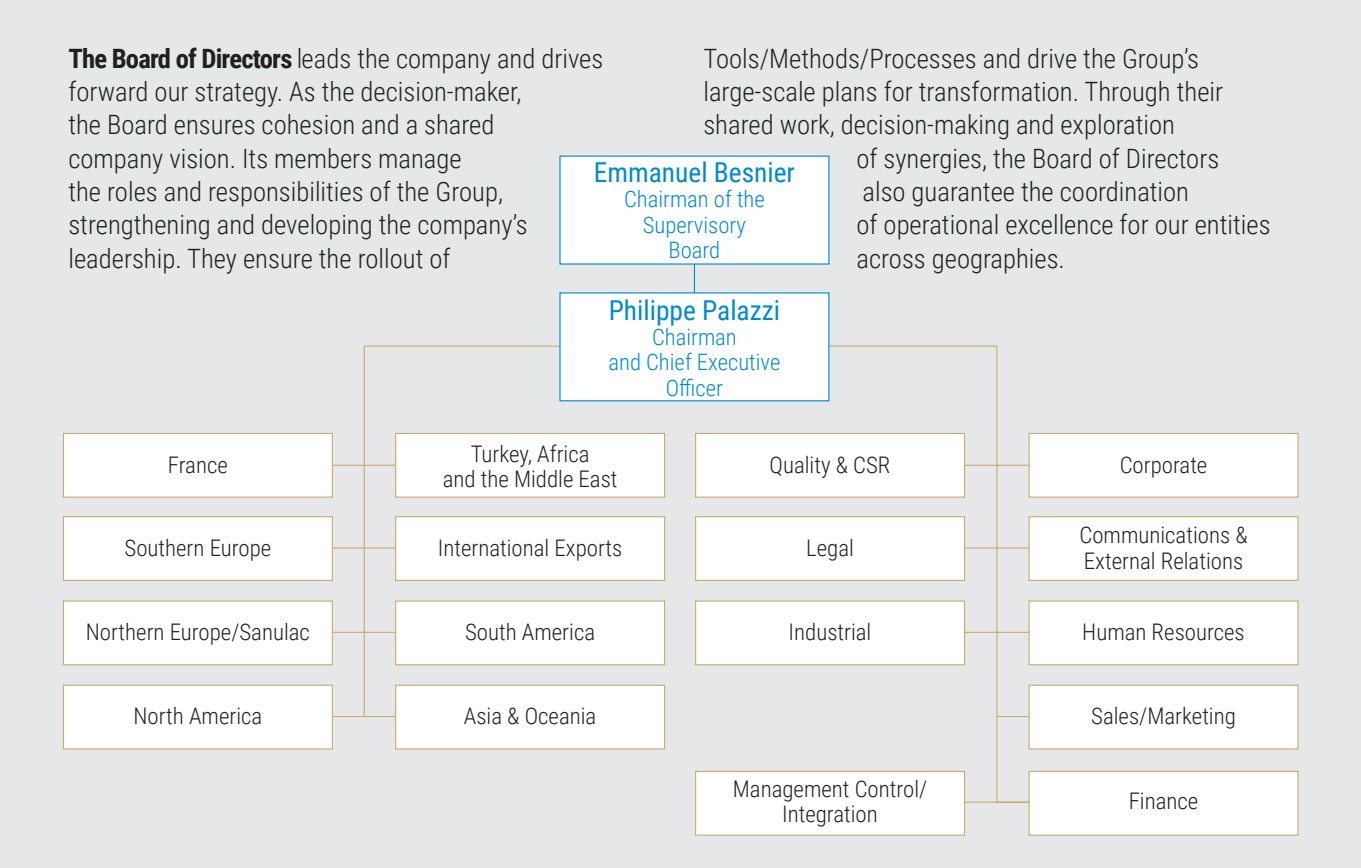 The Board of Directors leads the company and drives
forward our strategy. As the decision-maker,
the Board ensures cohesion and a shared
company vision. Its members manage
the roles and responsibilities of the Group,
strengthening and developing the company's
leadership. They ensure the rollout of
Tools/Methods/Processes and drive the Group's
large-scale plans for transformation. Through their
shared work, decision-making and exploration
of synergies, the Board of Directors
also guarantee the coordination
of operational excellence for our entities
across geographies.
Emmanuel Besnier
Chairman of the
Supervisory
Board
Philippe Palazzi
Chairman
and Chief Executive
Officer
France
Turkey, Africa
and the Middle East
Southern Europe
International Exports
Northern Europe/Sanulac
South America
North America
Asia & Oceania
Quality & CSR
Corporate
Legal
Communications &
External Relations
Industrial
Human Resources
Sales/Marketing
Management Control/
Integration
Finance